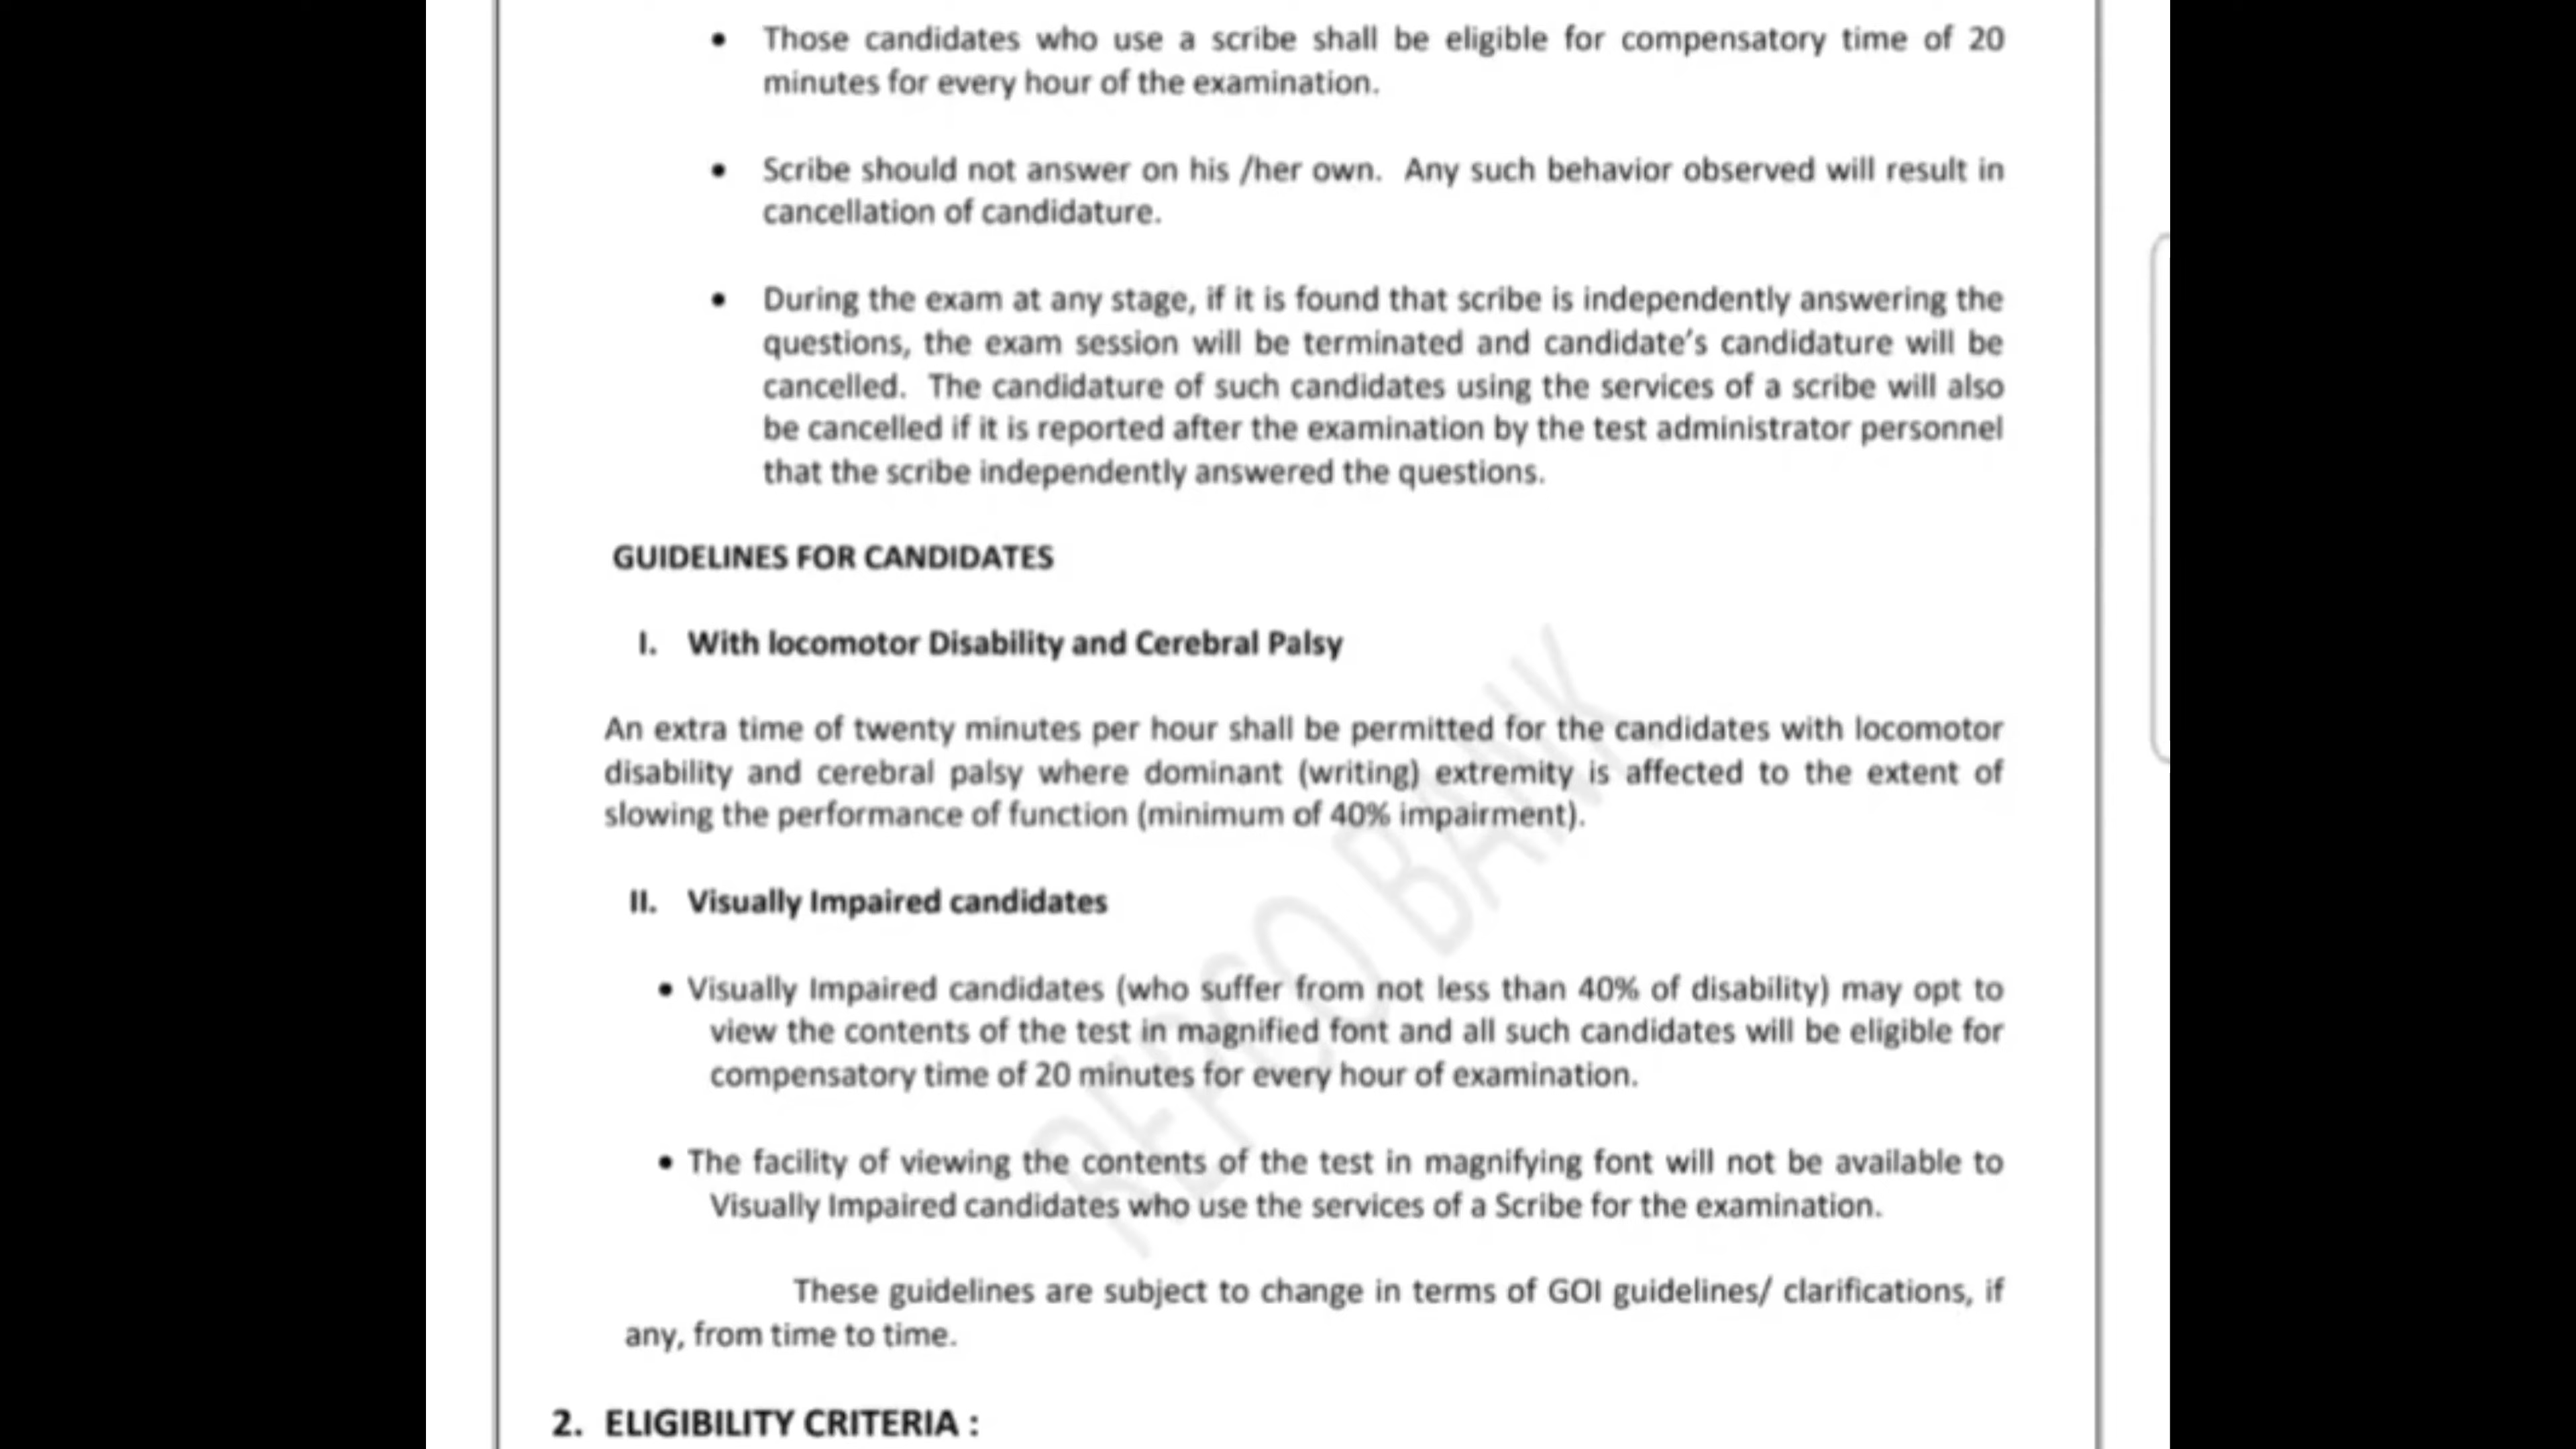 • Those candidates who use a scribe shall be eligible for compensatory time of 20
minutes for every hour of the examination.
• Scribe should not answer on his /her own.  Any such behavior observed will result in
cancellation of candidature.
• During the exam at any stage, if it is found that scribe is independently answering the
questions, the exam session will be terminated and candidate’s candidature will be
cancelled.  The candidature of such candidates using the services of a scribe will also
be cancelled if it is reported after the examination by the test administrator personnel
that the scribe independently answered the questions.
GUIDELINES FOR CANDIDATES
I. With locomotor Disability and Cerebral Palsy
An extra time of twenty minutes per hour shall be permitted for the candidates with locomotor
disability and cerebral palsy where dominant (writing) extremity is affected to the extent of
slowing the performance of function (minimum of 40% impairment).
II. Visually Impaired candidates
• Visually Impaired candidates (who suffer from not less than 40% of disability) may opt to
view the contents of the test in magnified font and all such candidates will be eligible for
compensatory time of 20 minutes for every hour of examination.
• The facility of viewing the contents of the test in magnifying font will not be available to
Visually Impaired candidates who use the services of a Scribe for the examination.
These guidelines are subject to change in terms of GOI guidelines/ clarifications, if
any, from time to time.
2. ELIGIBILITY CRITERIA :
REPCO BANK